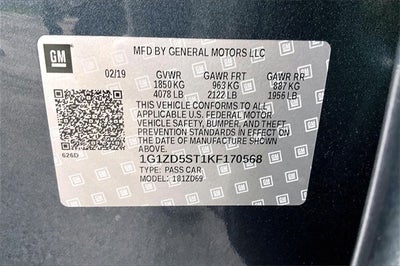 GM
MFD BY GENERAL MOTORS LLC
02/19 GVWR GAWR FRT GAWR RR
1850 KG 963 KG 887 KG
4078 LB 2122 LB 1956 LB
THIS VEHICLE CONFORMS TO ALL
APPLICABLE U.S. FEDERAL MOTOR
VEHICLE SAFETY, BUMPER, AND THEFT
PREVENTION STANDARDS IN EFFECT ON
THE DATE OF MANUFACTURE SHOWN
ABOVE.
626D
1G1ZD5ST1KF170568
TYPE: PASS CAR
MODEL: 1B1ZD69